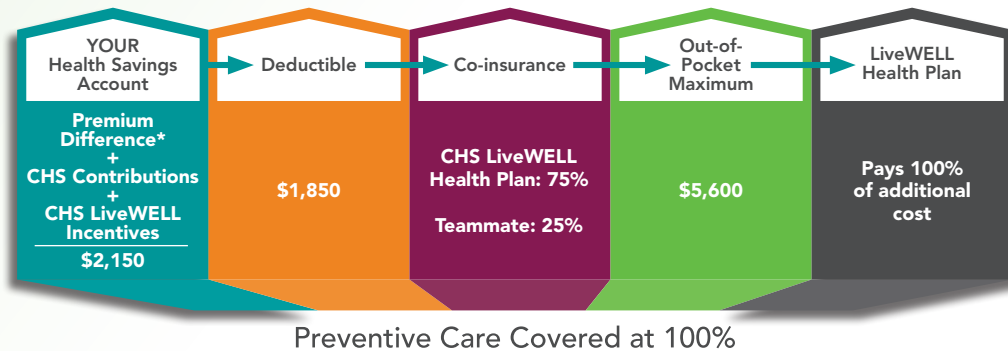 YOUR
Health Savings
Account
Deductible
Co-insurance
Out-of-
Pocket
Maximum
LiveWELL
Health Plan
Premium
Difference*
+
CHS Contributions
+
CHS LiveWELL
Incentives
$2,150
$1,850
CHS LiveWELL
Health Plan: 75%
Teammate: 25%
$5,600
Pays 100%
of additional
cost
Preventive Care Covered at 100%